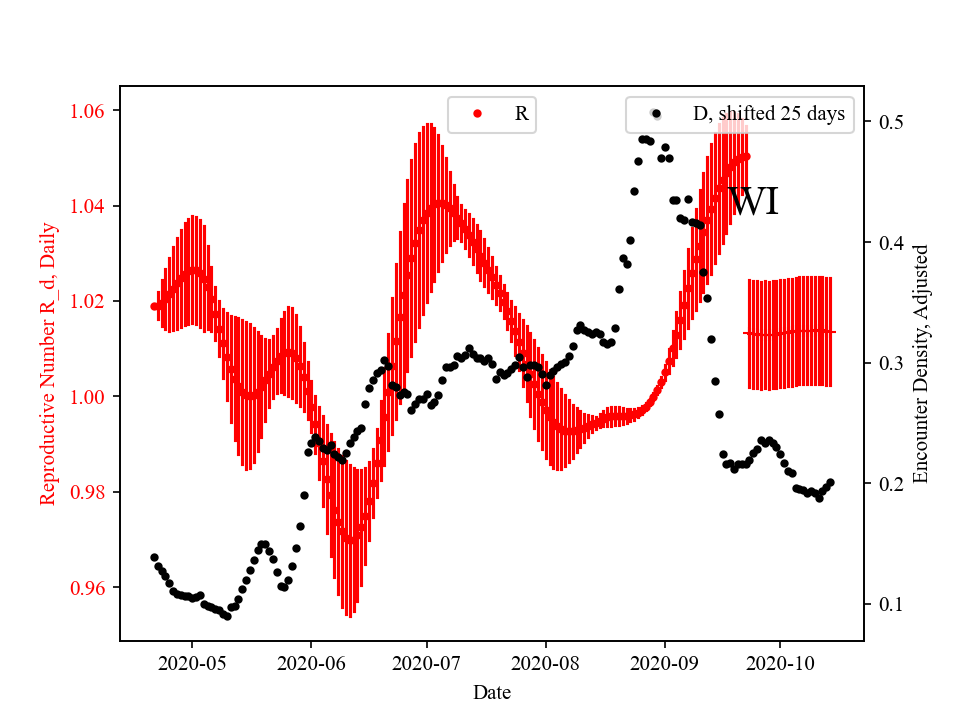 R
D, shifted 25 days
WI
1.06
1.04
1.02
1.00
0.98
0.96
Reproductive Number R_d, Daily
0.5
0.4
0.3
0.2
0.1
Encounter Density, Adjusted
2020-05
2020-06
2020-07
2020-08
2020-09
2020-10
Date